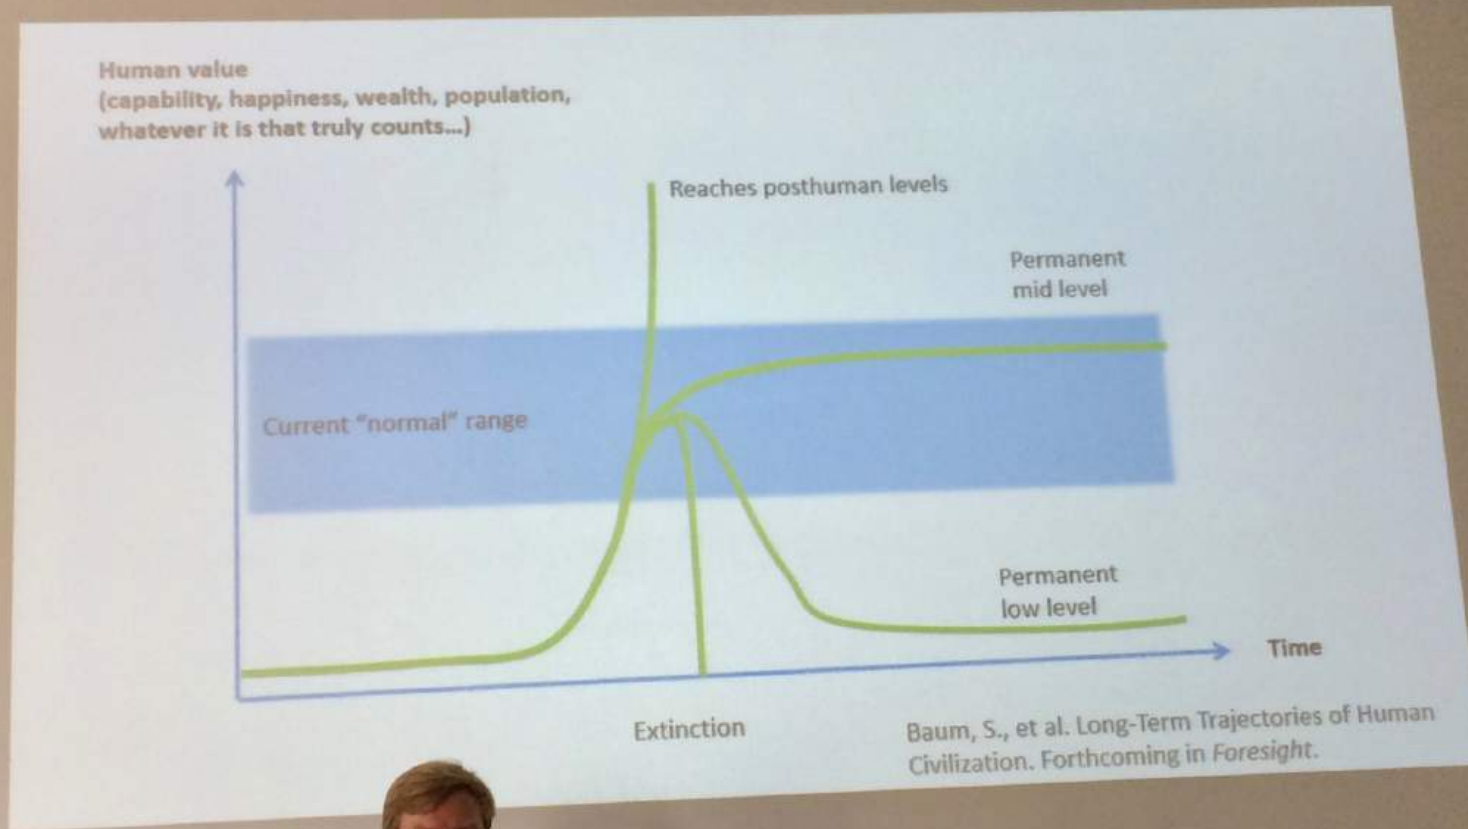 Human value
(capability, happiness, wealth, population,
whatever it is that truly counts...)
Reaches posthuman levels
Permanent
mid level
Current "normal" range
Permanent
low level
Time
Extinction
Baum, S., et al. Long-Term Trajectories of Human
Civilization. Forthcoming in Foresight.